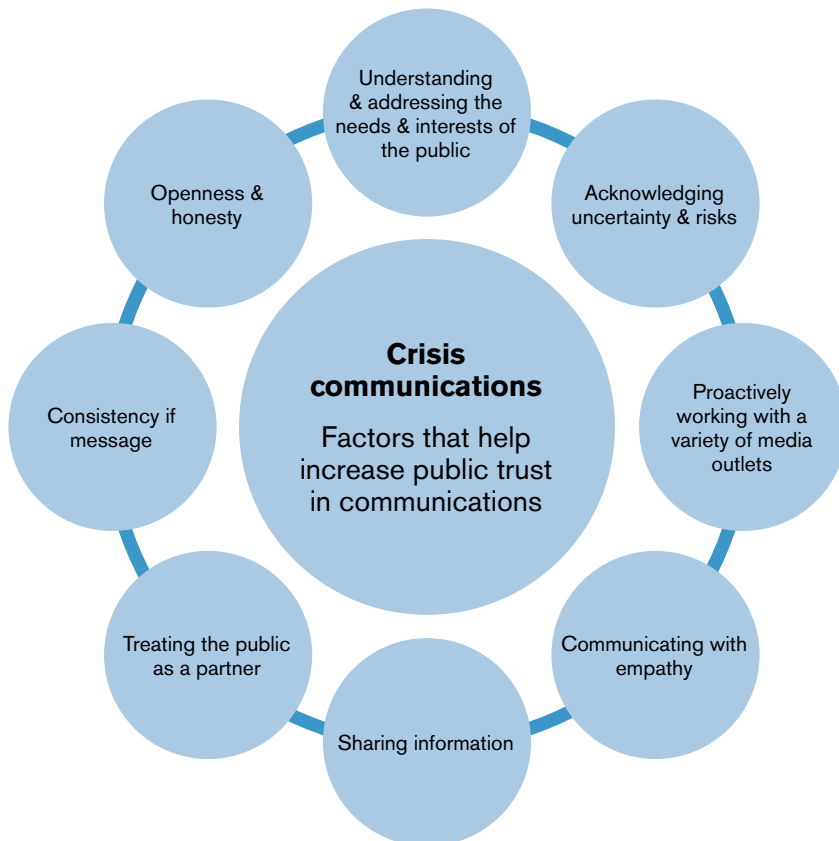 Understanding
& addressing the
needs & interests of
the public
Acknowledging
uncertainty & risks
Proactively
working with a
variety of media
outlets
Communicating with
empathy
Sharing information
Treating the public
as a partner
Consistency if
message
Openness &
honesty
Crisis
communications
Factors that help
increase public trust
in communications